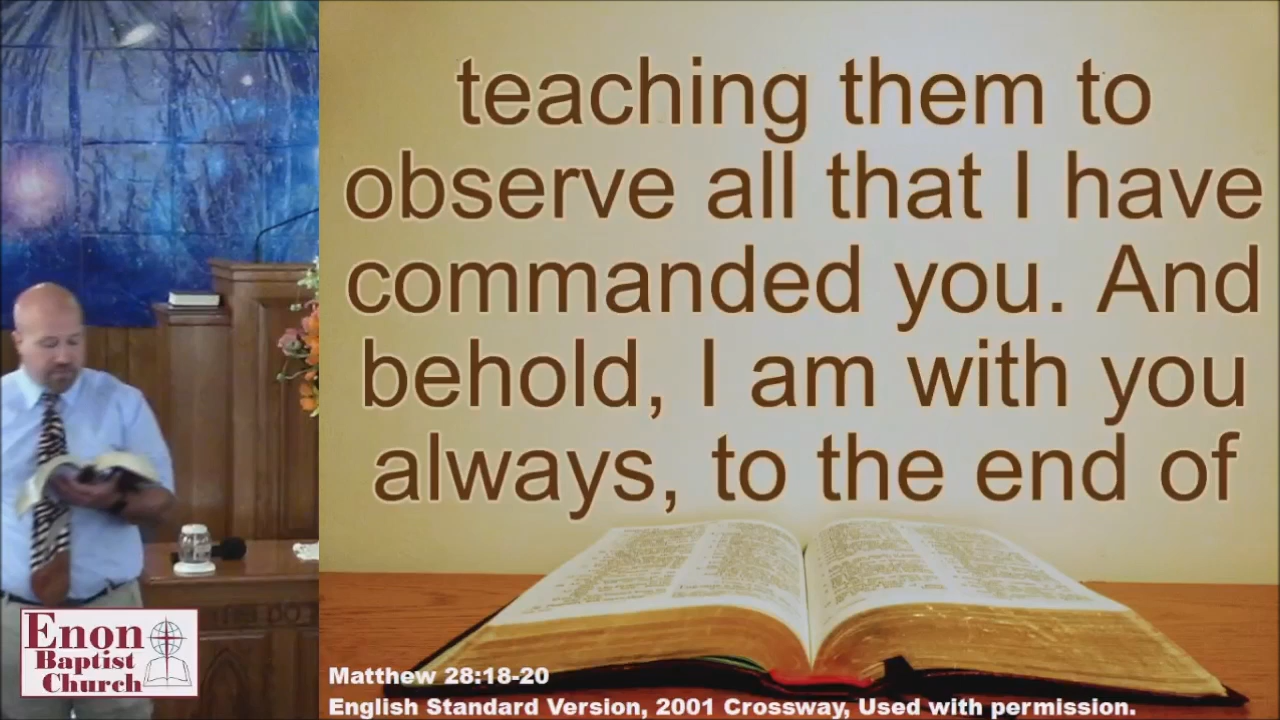 teaching them to
observe all that I have
commanded you. And
behold, I am with you
always, to the end of
Matthew 28:18-20
English Standard Version, 2001 Crossway, Used with permission.
Enon
Baptist
Church